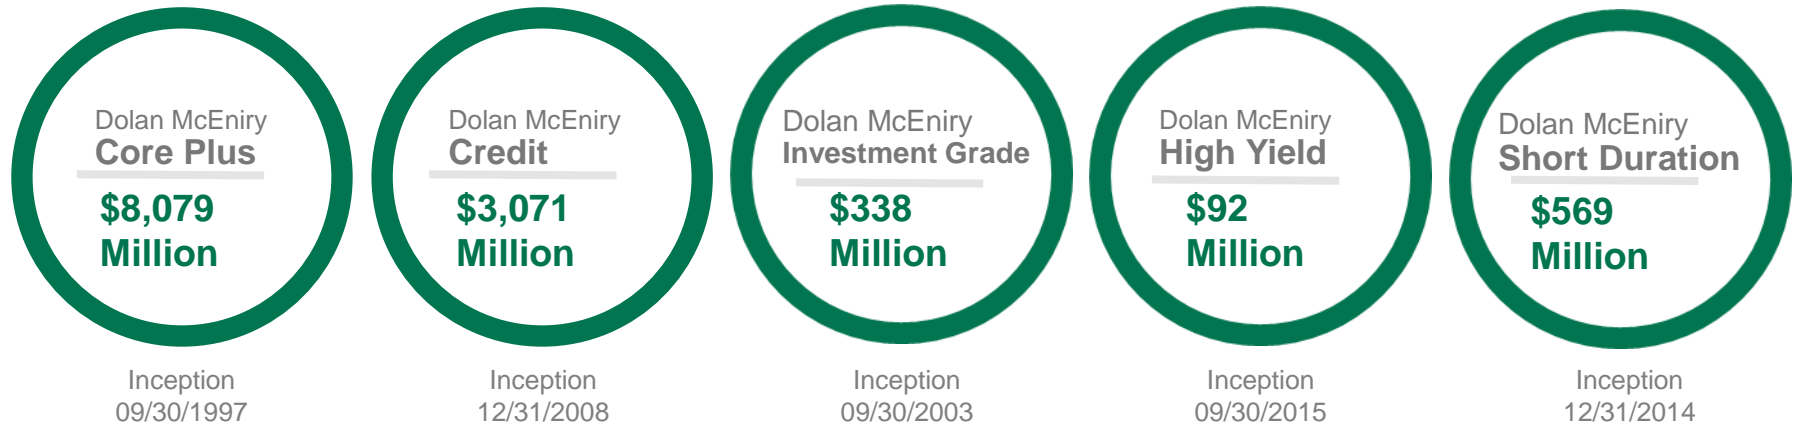 Dolan McEniry
Core Plus
$8,079
Million
Inception
09/30/1997
Dolan McEniry
Credit
$3,071
Million
Inception
12/31/2008
Dolan McEniry
Investment Grade
$338
Million
Inception
09/30/2003
Dolan McEniry
High Yield
$92
Million
Inception
09/30/2015
Dolan McEniry
Short Duration
$569
Million
Inception
12/31/2014